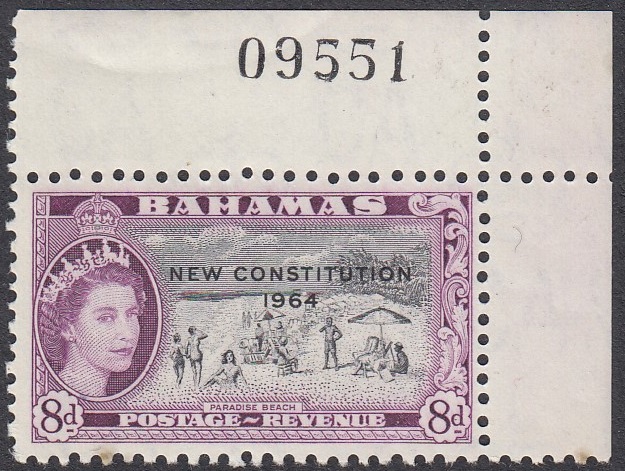 09551
BAHAMAS
NEW CONSTITUTION
1964
PARADISE BEACH
8d
POSTAGE~REVENUE
8d